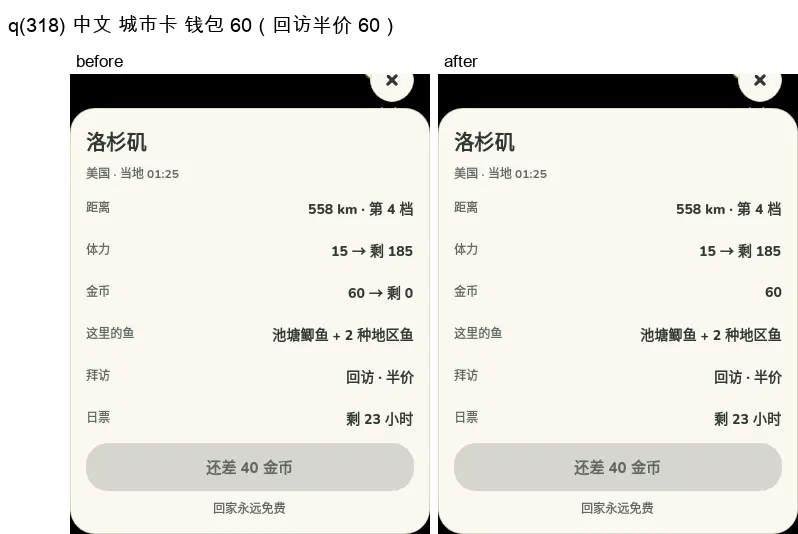 q(318) 中文 城市卡 钱包 60 ( 回访半价 60 )
before
after
洛杉矶
美国 · 当地 01:25
距离 558 km · 第 4 档
体力 15 → 剩 185
金币 60 → 剩 0
这里的鱼 池塘鲫鱼 + 2 种地区鱼
拜访 回访 · 半价
日票 剩 23 小时
还差 40 金币
回家永远免费
洛杉矶
美国 · 当地 01:25
距离 558 km · 第 4 档
体力 15 → 剩 185
金币 60
这里的鱼 池塘鲫鱼 + 2 种地区鱼
拜访 回访 · 半价
日票 剩 23 小时
还差 40 金币
回家永远免费